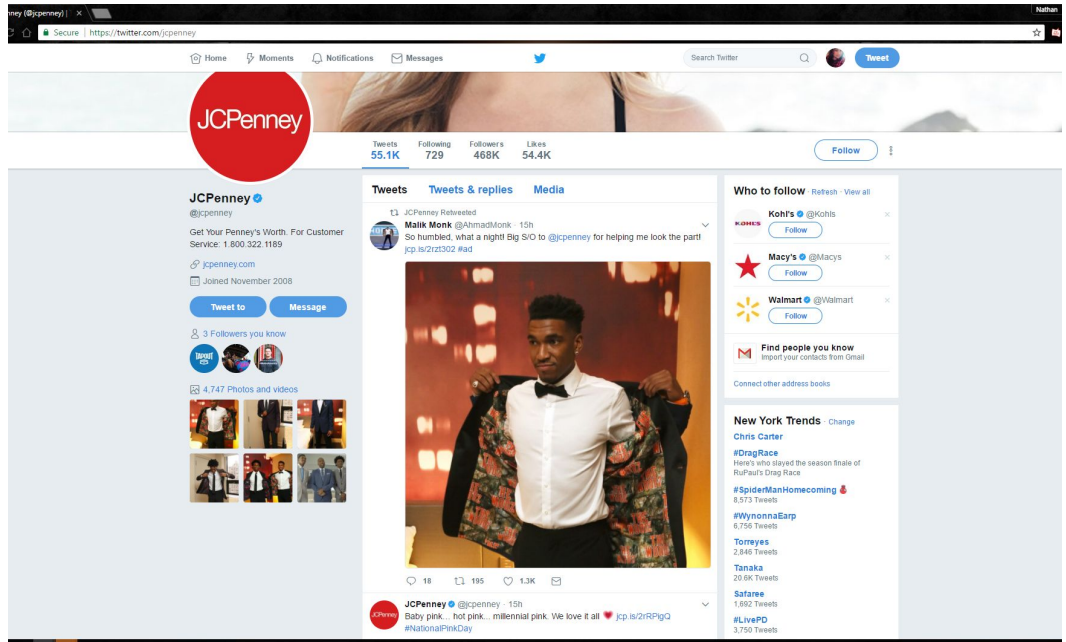 nney (@jcpenney) |
Nathan
Secure | https://twitter.com/jcpenney
Home Moments Notifications Messages Search Twitter Tweet
JCPenney
Tweets Following Followers Likes
55.1K 729 468K 54.4K
Follow
JCPenney
@jcpenney
Get Your Penney's Worth. For Customer
Service: 1.800.322.1189
jcpenney.com
Joined November 2008
Tweet to Message
3 Followers you know
TAPOUT
4,747 Photos and videos
Tweets Tweets & replies Media
JCPenney Retweeted
Malik Monk @AhmadMonk · 15h
So humbled, what a night! Big S/O to @jcpenney for helping me look the part!
jcp.is/2rzt302 #ad
18 195 1.3K
JCPenney
JCPenney @jcpenney · 15h
Baby pink... hot pink... millennial pink. We love it all jcp.is/2rRPigQ
#NationalPinkDay
Who to follow · Refresh · View all
KOHL'S
Kohl's @Kohls
Follow
Macy's @Macys
Follow
Walmart @Walmart
Follow
Find people you know
Import your contacts from Gmail
Connect other address books
New York Trends · Change
Chris Carter
#DragRace
Here's who slayed the season finale of
RuPaul's Drag Race
#SpiderManHomecoming
8,573 Tweets
#WynonnaEarp
6,756 Tweets
Torreyes
2,846 Tweets
Tanaka
20.6K Tweets
Safaree
1,692 Tweets
#LivePD
3,750 Tweets